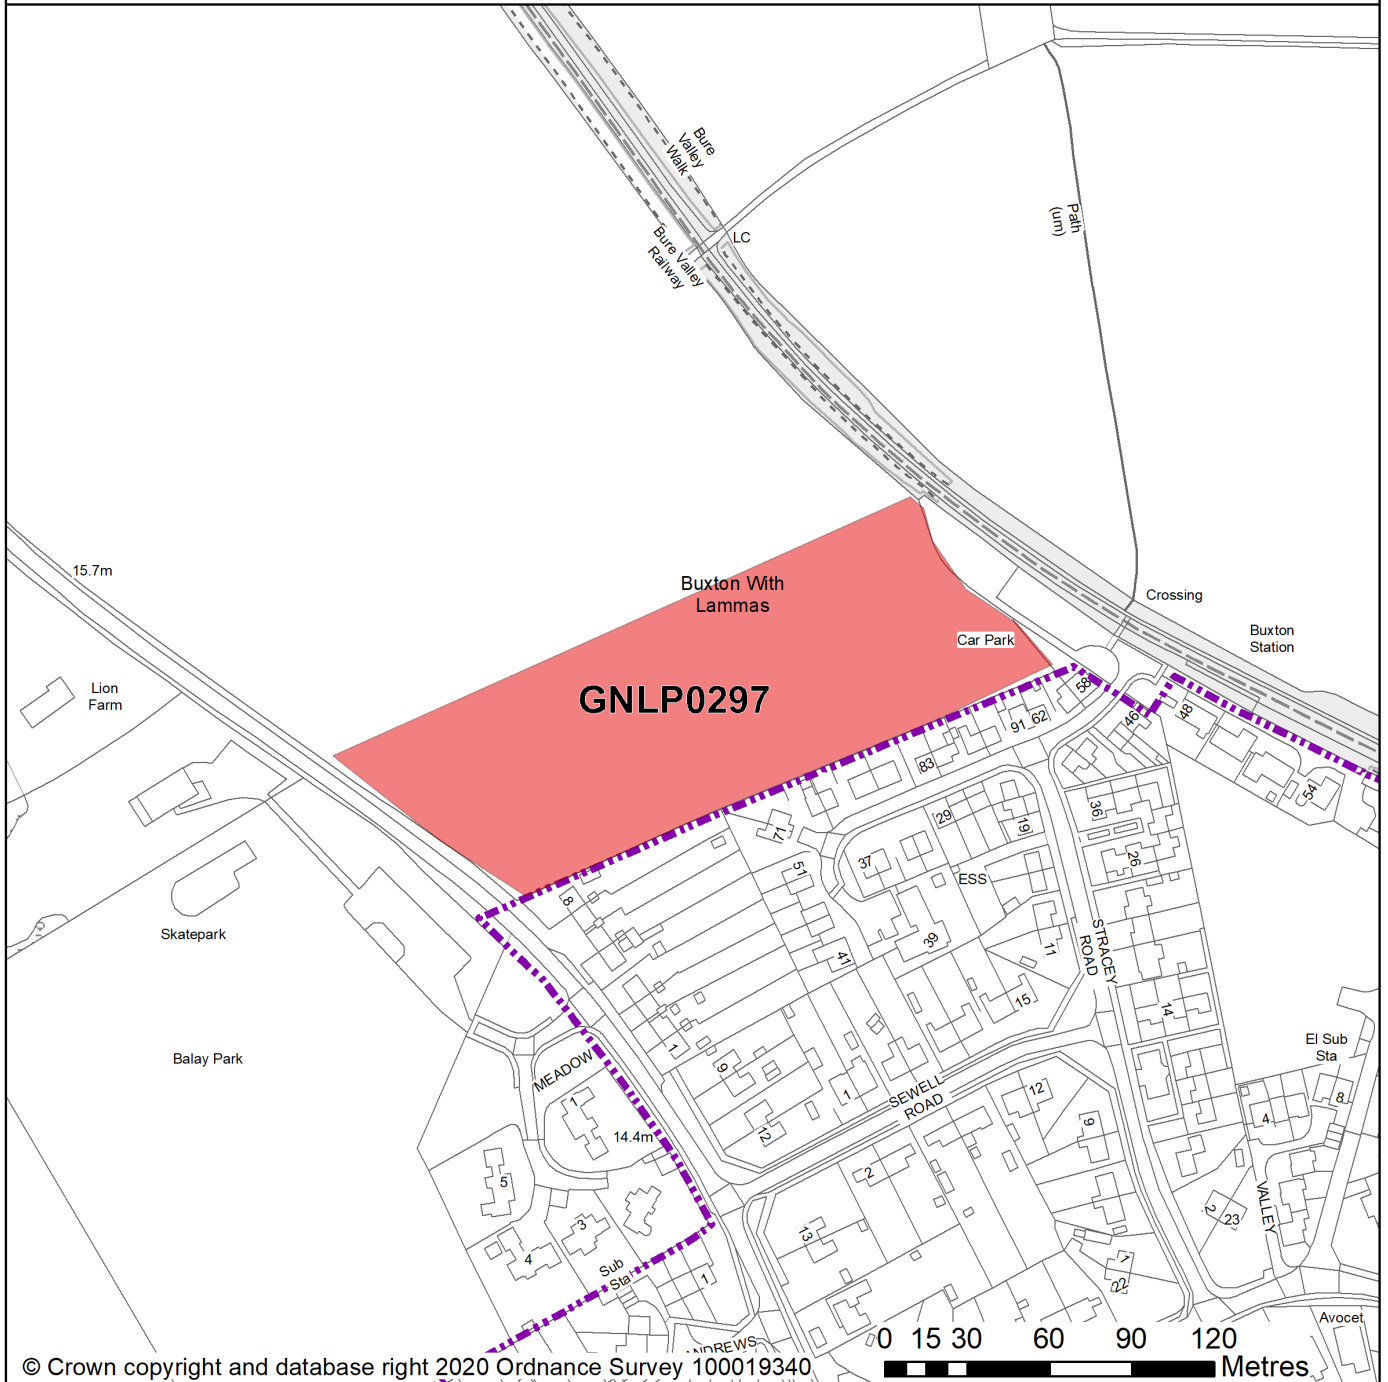 Bure
Valley
Walk
Path
(um)
LC
Bure Valley
Railway
15.7m
Buxton With
Lammas
Crossing
Buxton
Station
Car Park
Lion
Farm
GNLP0297
58
91
62
46
48
83
54
71
29
19
36
37
51
26
ESS
8
Skatepark
39
41
11
STRACEY
ROAD
15
14
Balay Park
El Sub
Sta
MEADOW
1
1
9
1
SEWELL
ROAD
12
8
4
14.4m
12
9
5
2
2
23
VALLEY
3
13
4
Sub
Sta
1
7
22
Avocet
ANDREWS
0 15 30 60 90 120
Metres
© Crown copyright and database right 2020 Ordnance Survey 100019340